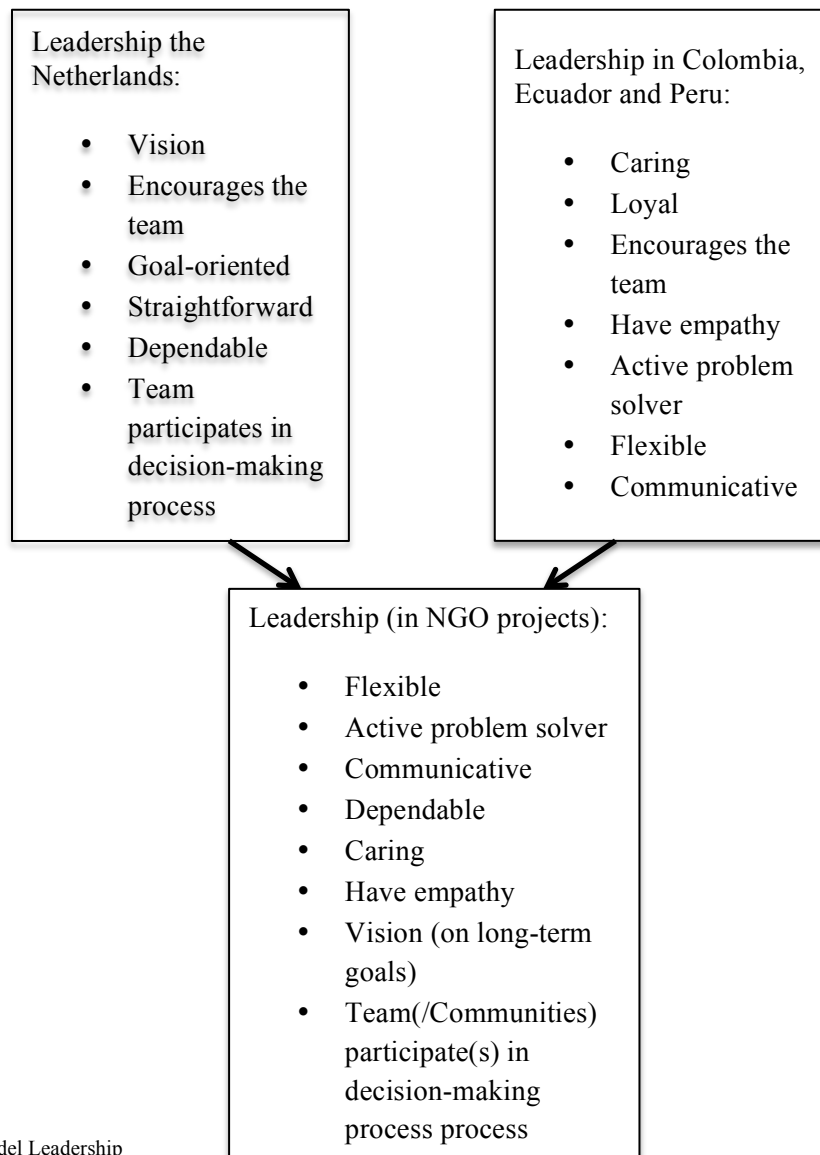 Leadership the
Netherlands:
• Vision
• Encourages the
team
• Goal-oriented
• Straightforward
• Dependable
• Team
participates in
decision-making
process
Leadership in Colombia,
Ecuador and Peru:
• Caring
• Loyal
• Encourages the
team
• Have empathy
• Active problem
solver
• Flexible
• Communicative
Leadership (in NGO projects):
• Flexible
• Active problem solver
• Communicative
• Dependable
• Caring
• Have empathy
• Vision (on long-term
goals)
• Team(/Communities)
participate(s) in
decision-making
process process
Leadership